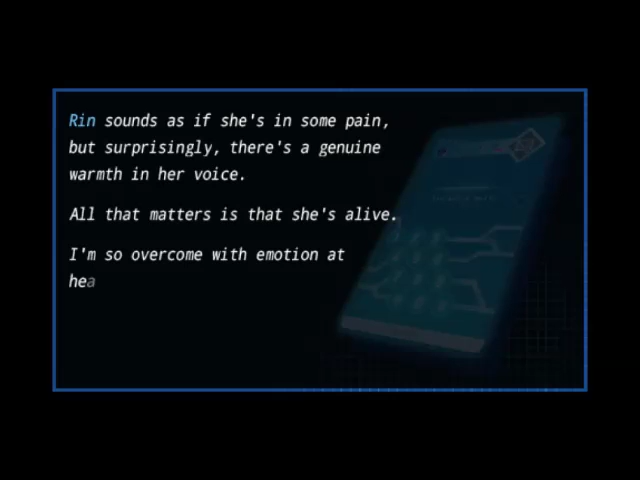 Rin sounds as if she's in some pain,
but surprisingly, there's a genuine
warmth in her voice.
All that matters is that she's alive.
I'm so overcome with emotion at
hea